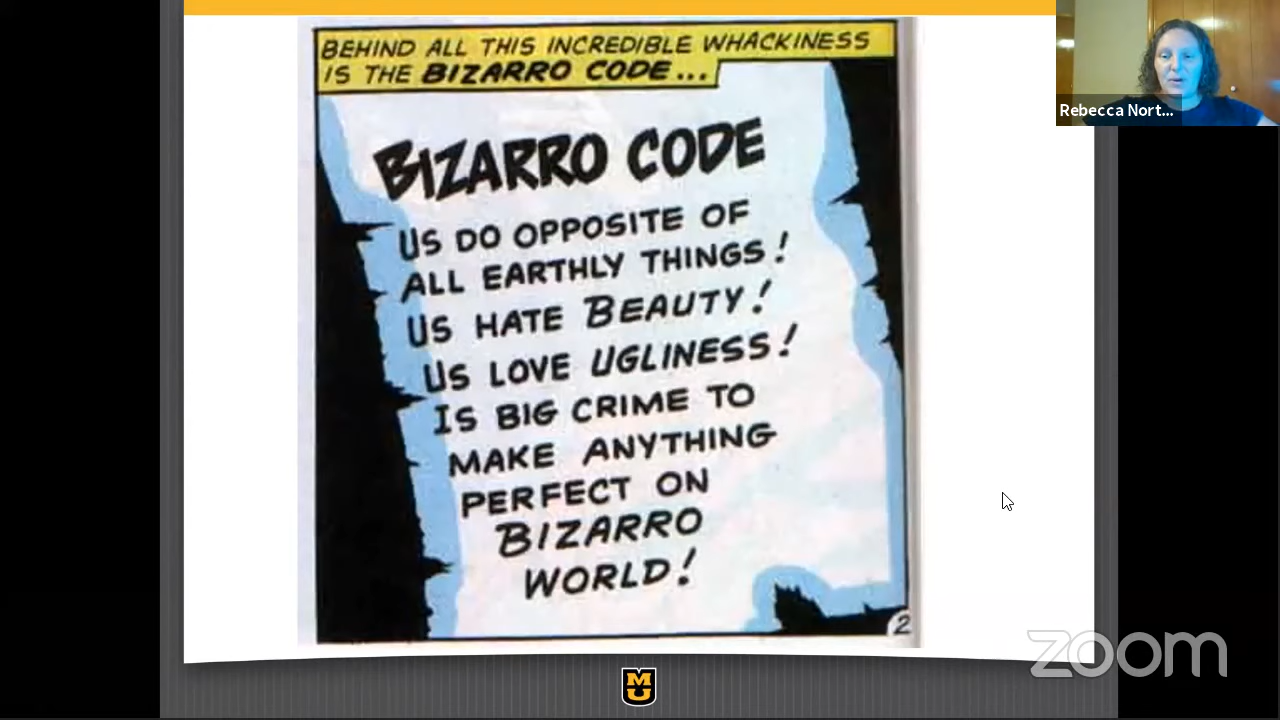 BEHIND ALL THIS INCREDIBLE WHACKINESS
IS THE BIZARRO CODE...
BIZARRO CODE
US DO OPPOSITE OF
ALL EARTHLY THINGS!
US HATE BEAUTY!
US LOVE UGLINESS!
IS BIG CRIME TO
MAKE ANYTHING
PERFECT ON
BIZARRO
WORLD!
2
Rebecca Nort...
zoom
MU